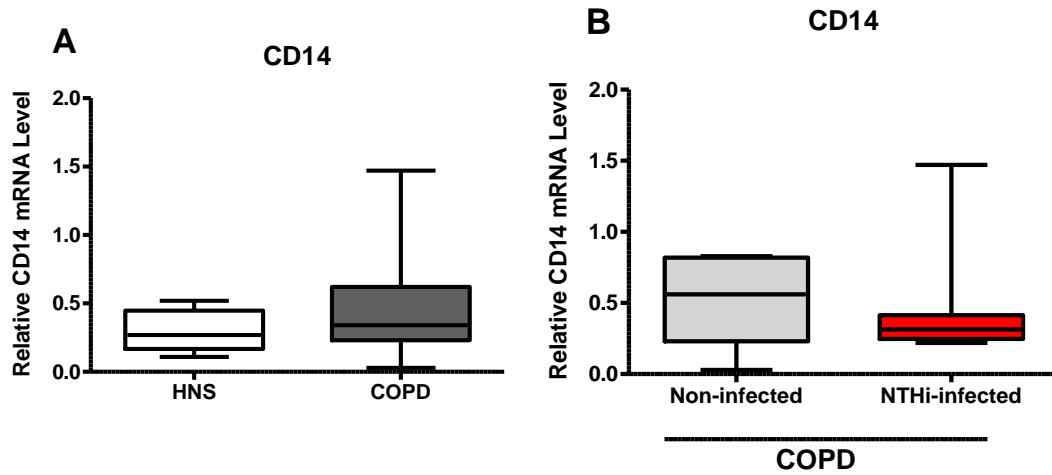 A
CD14
Relative CD14 mRNA Level
2.0
1.5
1.0
0.5
0.0
HNS COPD
B
CD14
Relative CD14 mRNA Level
2.0
1.5
1.0
0.5
0.0
Non-infected NTHi-infected
COPD